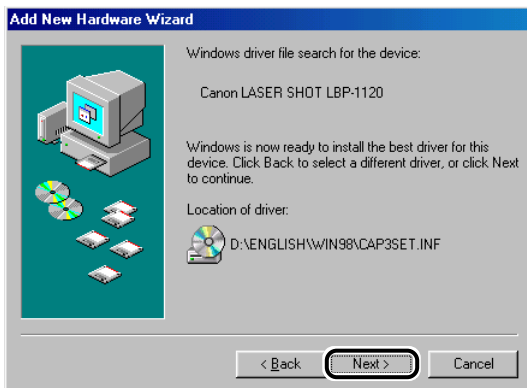 Add New Hardware Wizard
Windows driver file search for the device:
Canon LASER SHOT LBP-1120
Windows is now ready to install the best driver for this
device. Click Back to select a different driver, or click Next
to continue.
Location of driver:
D:\ENGLISH\WIN98\CAP3SET.INF
< Back
Next >
Cancel